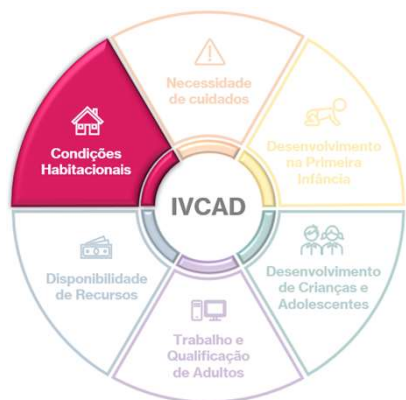 Necessidade
de cuidados
Desenvolvimento
na Primeira
Infância
Condições
Habitacionais
IVCAD
Disponibilidade
de Recursos
Desenvolvimento
de Crianças e
Adolescentes
Trabalho e
Qualificação
de Adultos